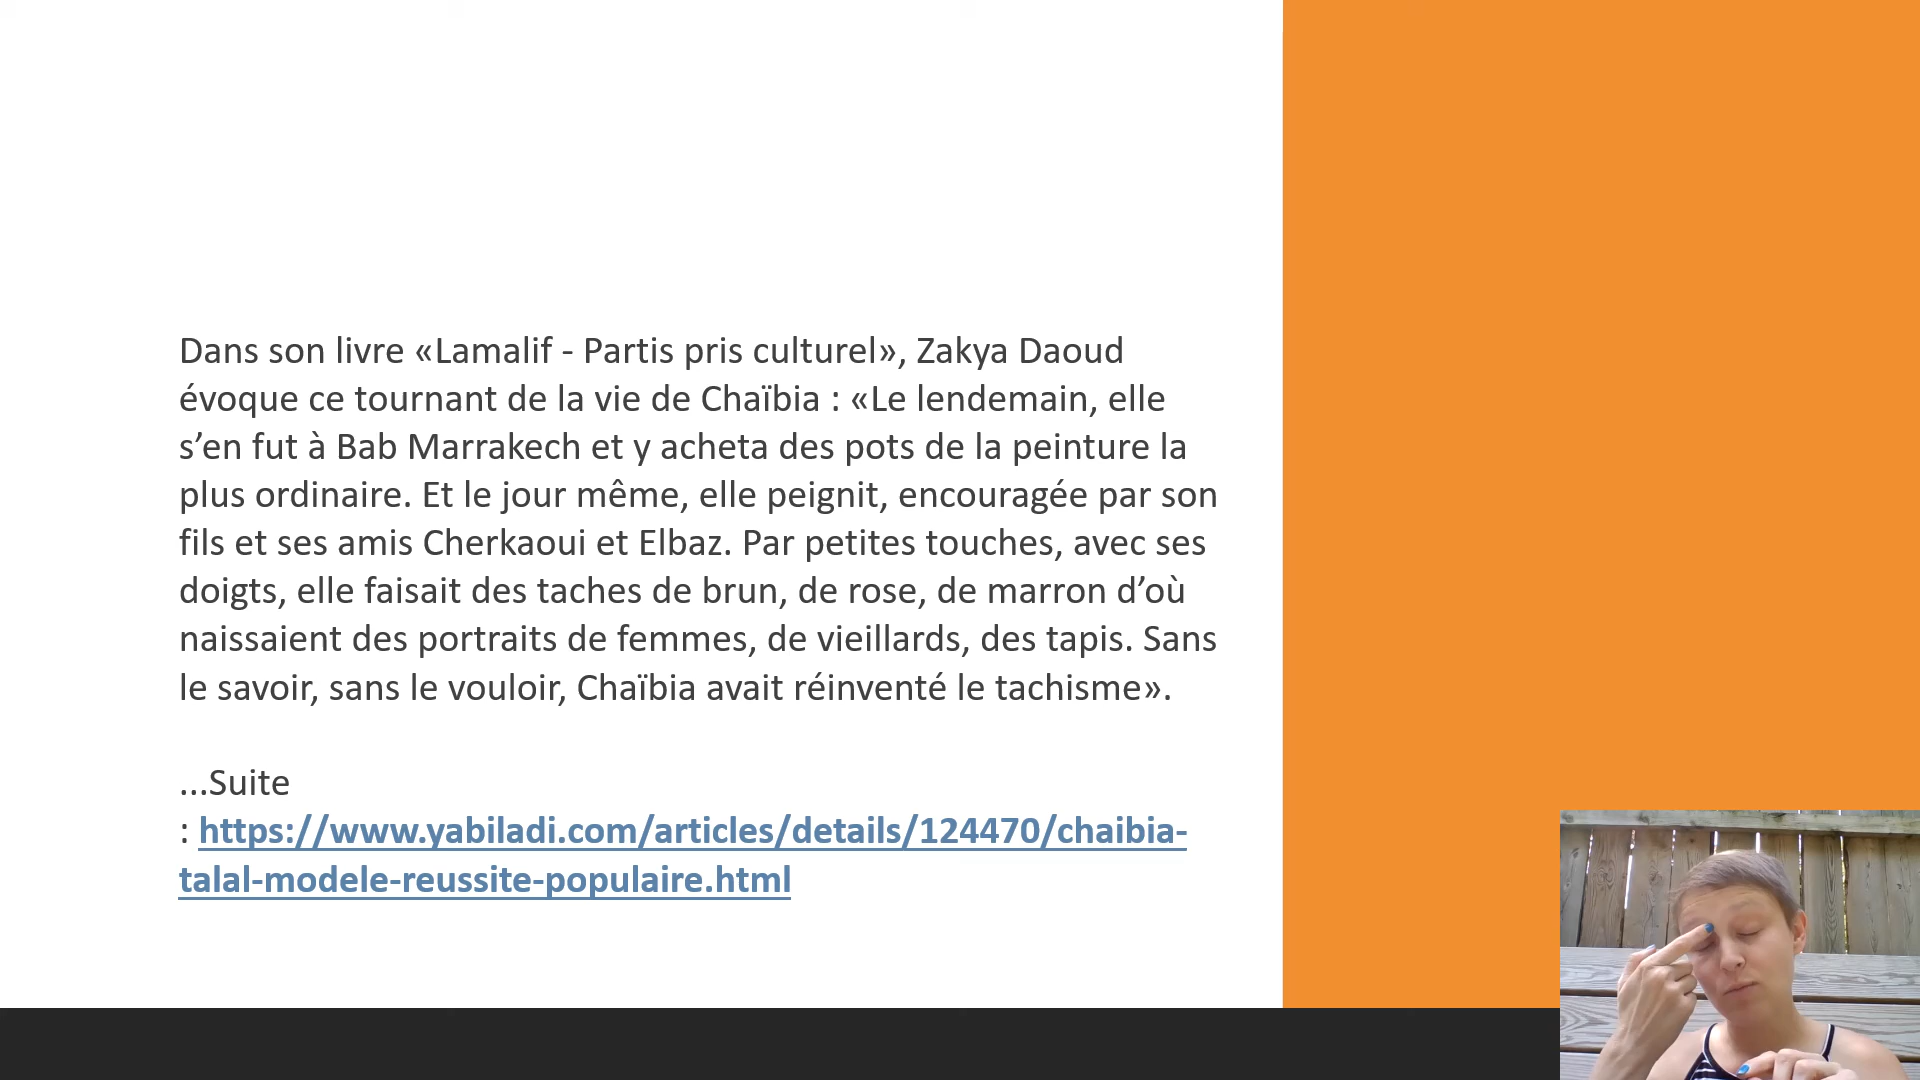 Dans son livre «Lamalif - Partis pris culturel», Zakya Daoud
évoque ce tournant de la vie de Chaïbia : «Le lendemain, elle
s’en fut à Bab Marrakech et y acheta des pots de la peinture la
plus ordinaire. Et le jour même, elle peignit, encouragée par son
fils et ses amis Cherkaoui et Elbaz. Par petites touches, avec ses
doigts, elle faisait des taches de brun, de rose, de marron d’où
naissaient des portraits de femmes, de vieillards, des tapis. Sans
le savoir, sans le vouloir, Chaïbia avait réinventé le tachisme».
...Suite
: https://www.yabiladi.com/articles/details/124470/chaibia-
talal-modele-reussite-populaire.html